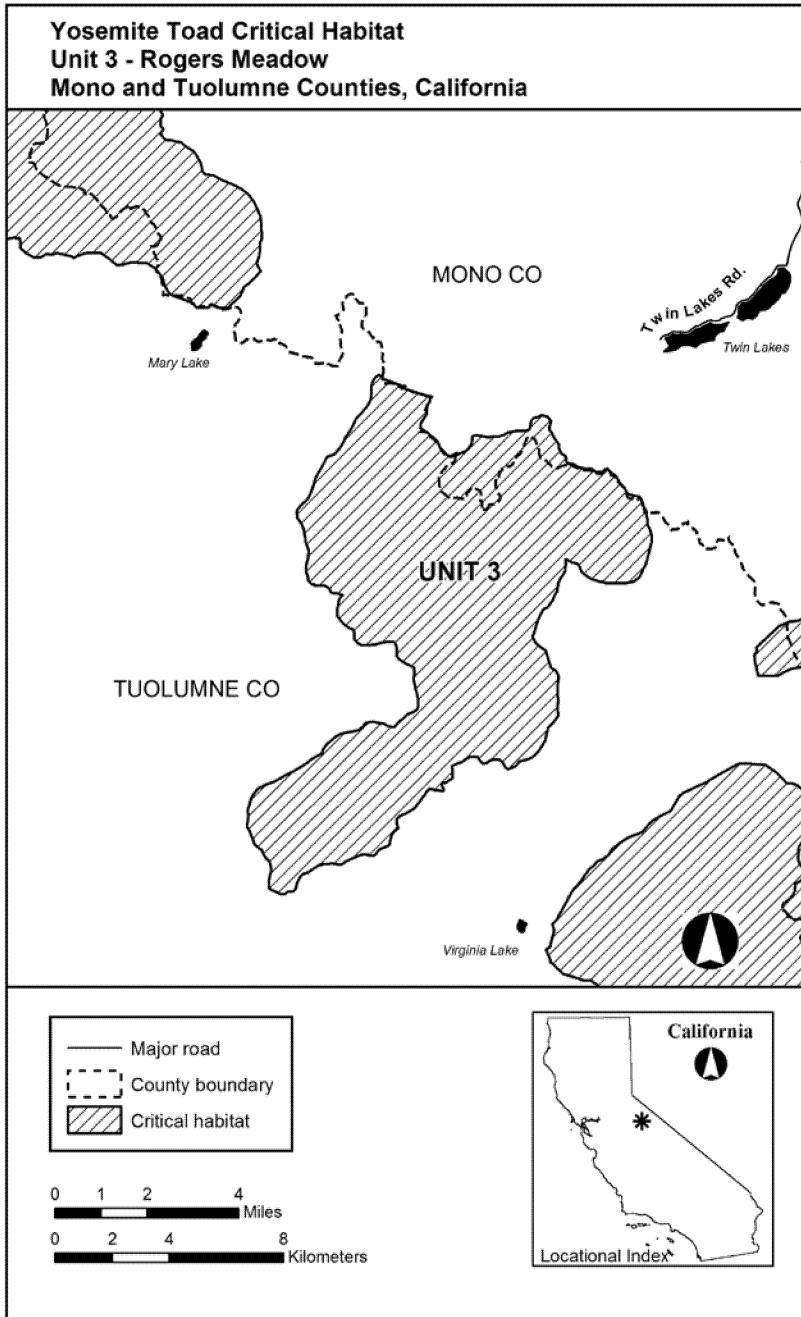 Yosemite Toad Critical Habitat
Unit 3 - Rogers Meadow
Mono and Tuolumne Counties, California
MONO CO
Twin Lakes Rd.
Twin Lakes
Mary Lake
UNIT 3
TUOLUMNE CO
Virginia Lake
Major road
County boundary
Critical habitat
0 1 2 4
Miles
0 2 4 8
Kilometers
California
Locational Index